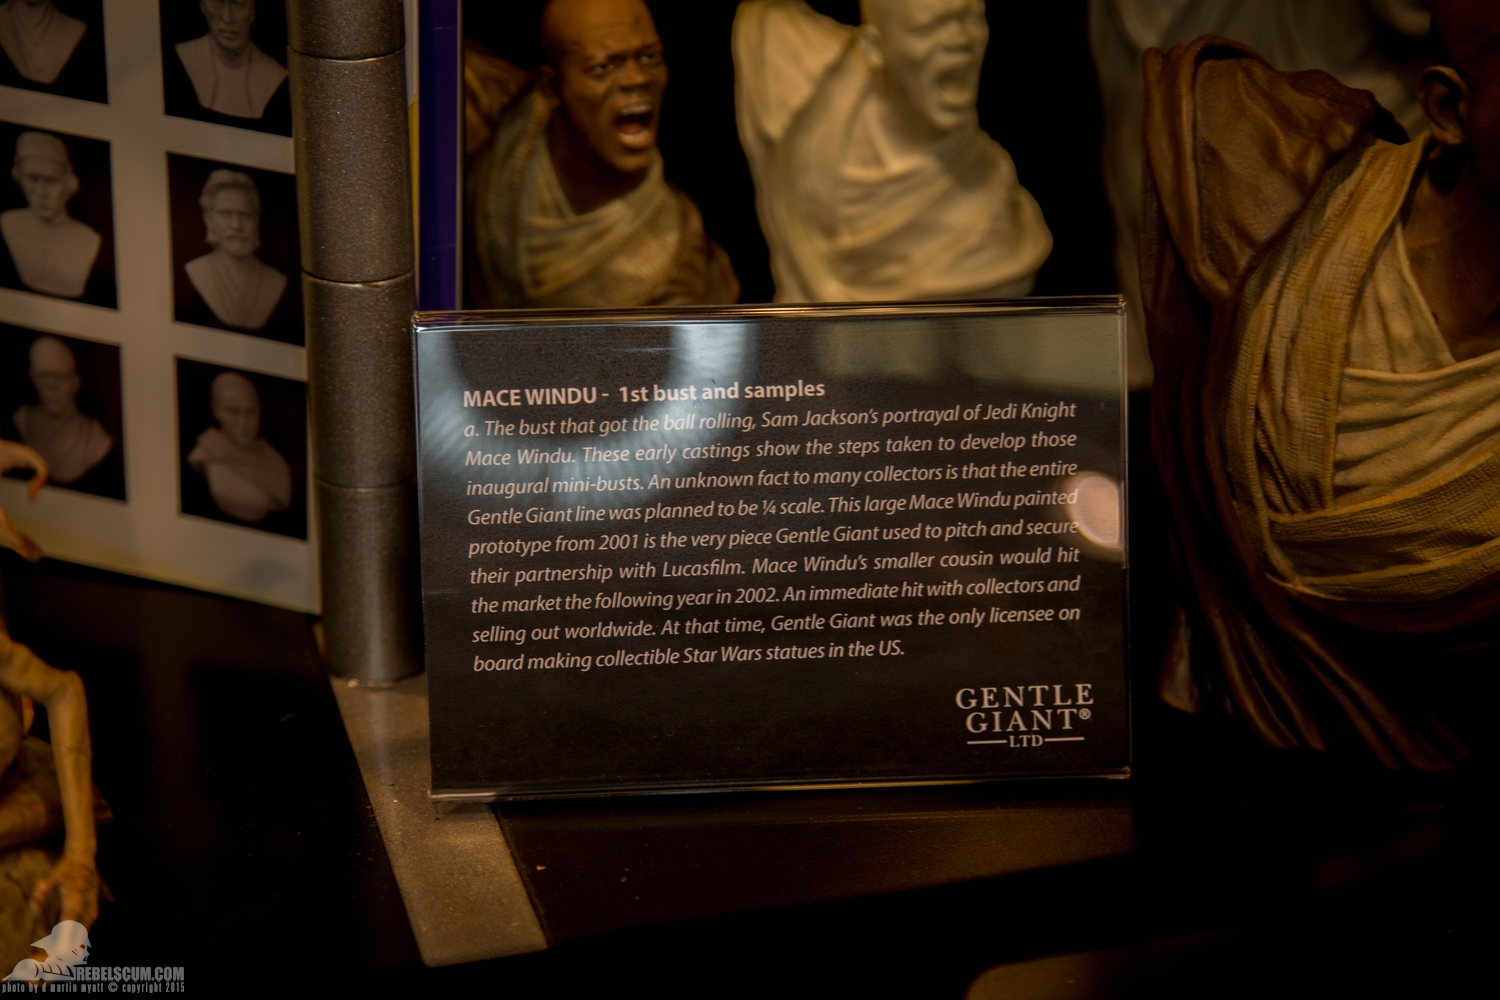 MACE WINDU - 1st bust and samples
a. The bust that got the ball rolling, Sam Jackson's portrayal of Jedi Knight
Mace Windu. These early castings show the steps taken to develop those
inaugural mini-busts. An unknown fact to many collectors is that the entire
Gentle Giant line was planned to be ¼ scale. This large Mace Windu painted
prototype from 2001 is the very piece Gentle Giant used to pitch and secure
their partnership with Lucasfilm. Mace Windu's smaller cousin would hit
the market the following year in 2002. An immediate hit with collectors and
selling out worldwide. At that time, Gentle Giant was the only licensee on
board making collectible Star Wars statues in the US.
GENTLE
GIANT®
LTD
REBELSCUM.COM
photo by d martin myatt © copyright 2015